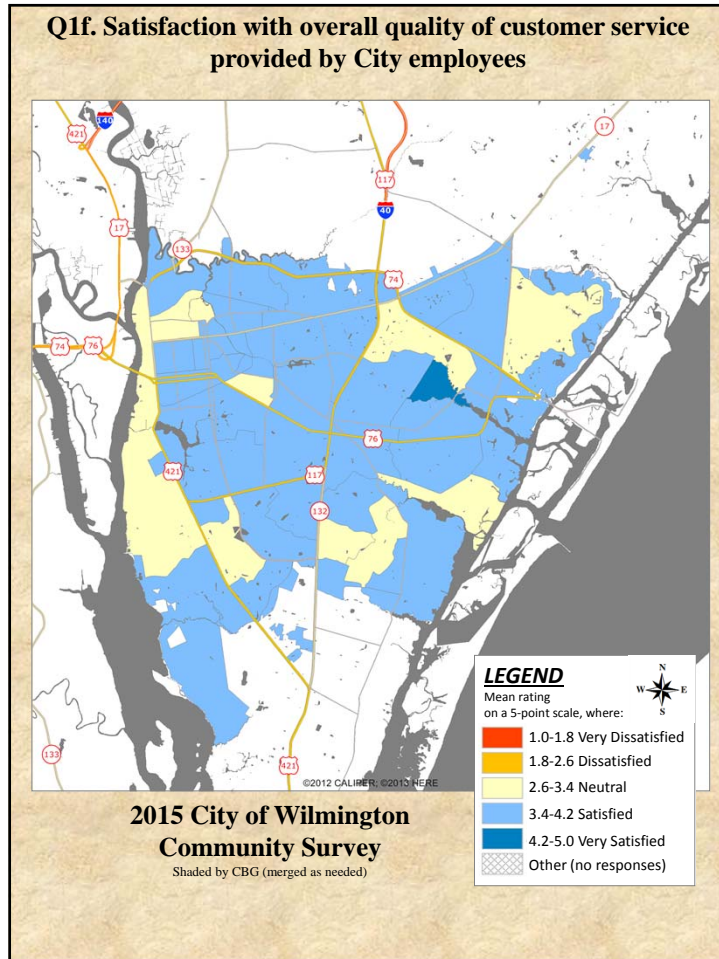 Q1f. Satisfaction with overall quality of customer service
provided by City employees
140
421
17
117
40
17
133
74
74
76
76
421
117
132
133
421
©2012 CALIPER; ©2013 HERE
LEGEND
Mean rating
on a 5-point scale, where:
N
W E
S
1.0-1.8 Very Dissatisfied
1.8-2.6 Dissatisfied
2.6-3.4 Neutral
3.4-4.2 Satisfied
4.2-5.0 Very Satisfied
Other (no responses)
2015 City of Wilmington
Community Survey
Shaded by CBG (merged as needed)